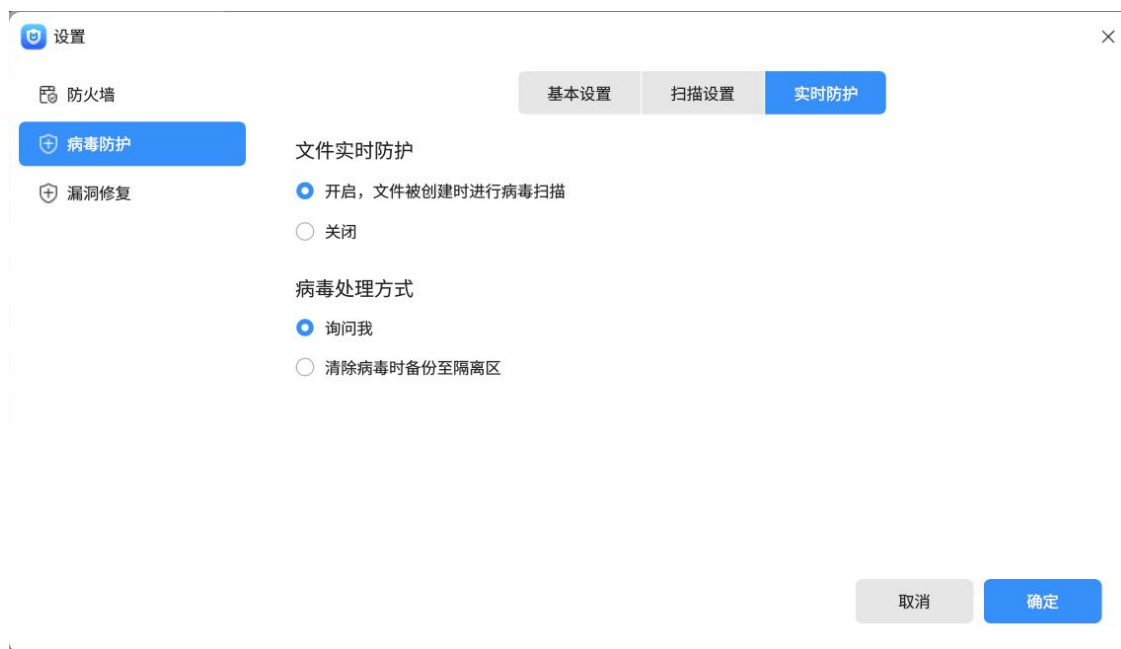 设置
防火墙
病毒防护
漏洞修复
基本设置 扫描设置 实时防护
文件实时防护
开启，文件被创建时进行病毒扫描
关闭
病毒处理方式
询问我
清除病毒时备份至隔离区
取消 确定